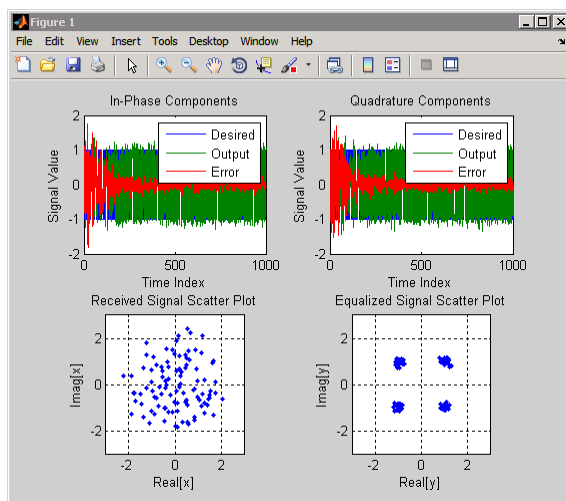 Figure 1
File Edit View Insert Tools Desktop Window Help
In-Phase Components
Signal Value
2
1
0
-1
-2
Desired
Output
Error
0 500 1000
Time Index
Quadrature Components
Signal Value
2
1
0
-1
-2
Desired
Output
Error
0 500 1000
Time Index
Received Signal Scatter Plot
Imag[x]
2
0
-2
-2 0 2
Real[x]
Equalized Signal Scatter Plot
Imag[y]
2
0
-2
-2 0 2
Real[y]